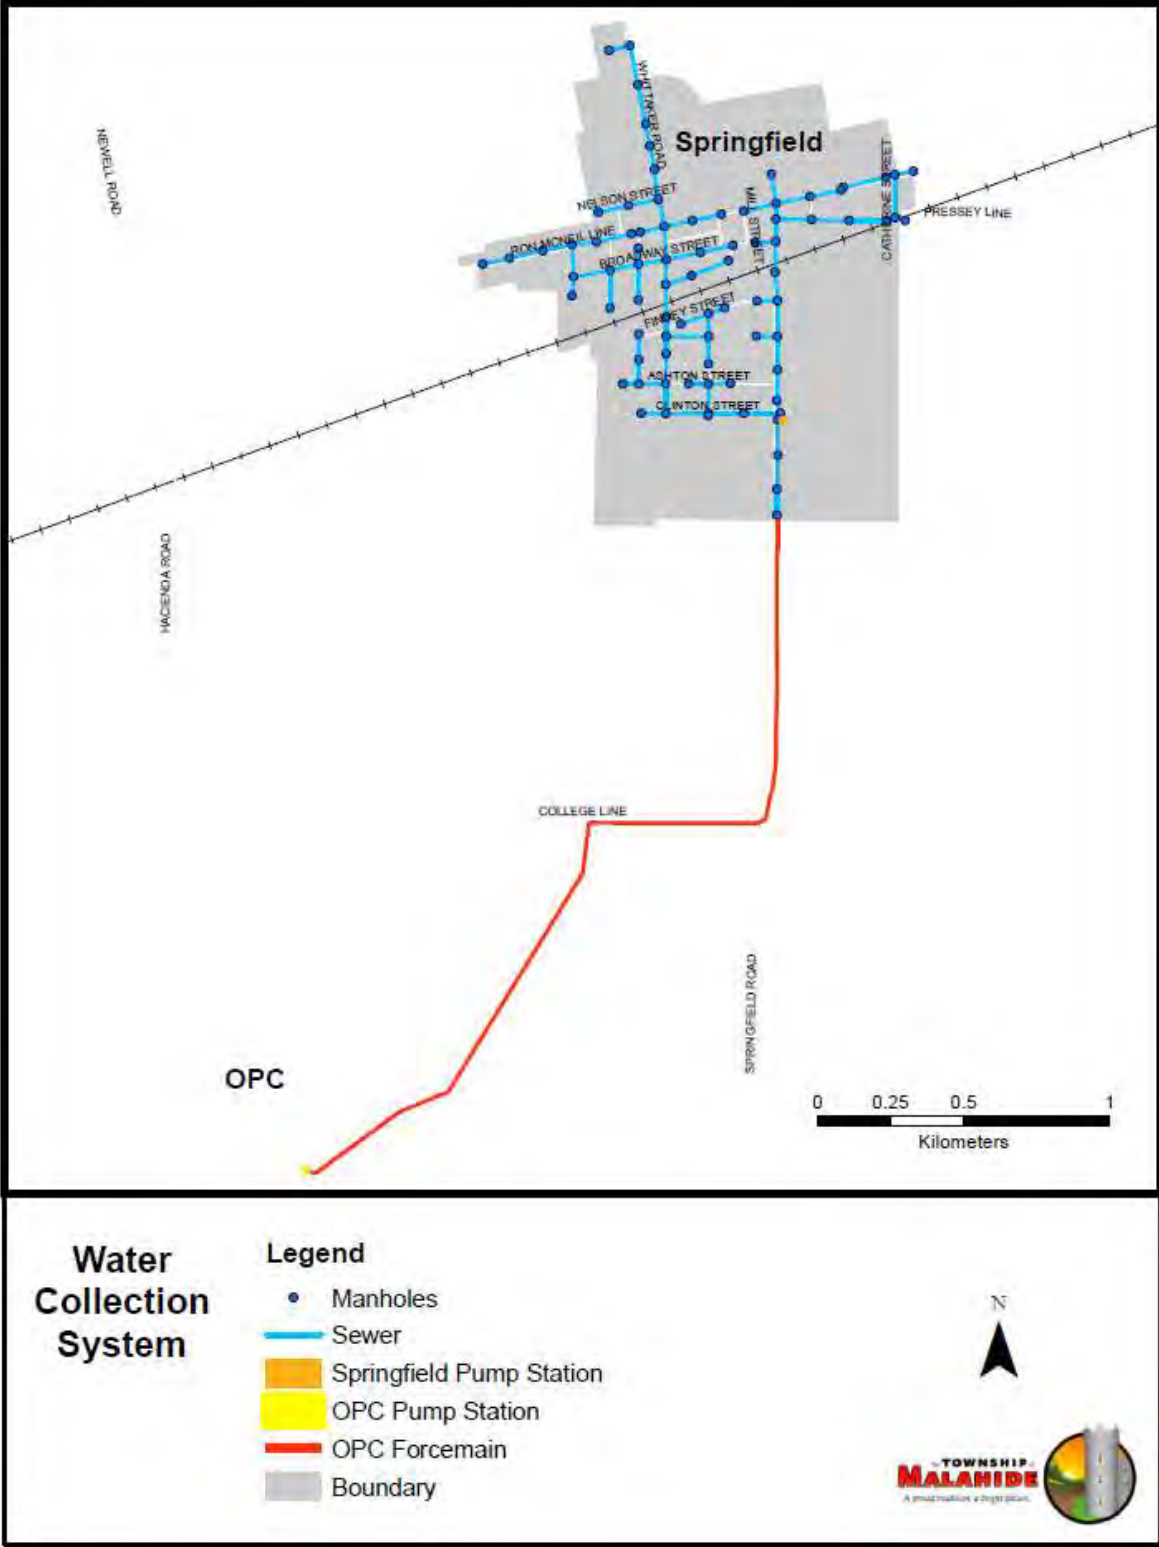 WHITTAKER ROAD
NEWELL ROAD
Springfield
CATHERINE STREET
NELSON STREET
MILL STREET
PRESSEY LINE
RON MCNEIL LINE
BROADWAY STREET
FINNEY STREET
ASHTON STREET
CLINTON STREET
HACIENDA ROAD
COLLEGE LINE
SPRINGFIELD ROAD
OPC
0 0.25 0.5 1
Kilometers
Water
Collection
System
Legend
Manholes
Sewer
Springfield Pump Station
OPC Pump Station
OPC Forcemain
Boundary
N
TOWNSHIP
MALAHIDE